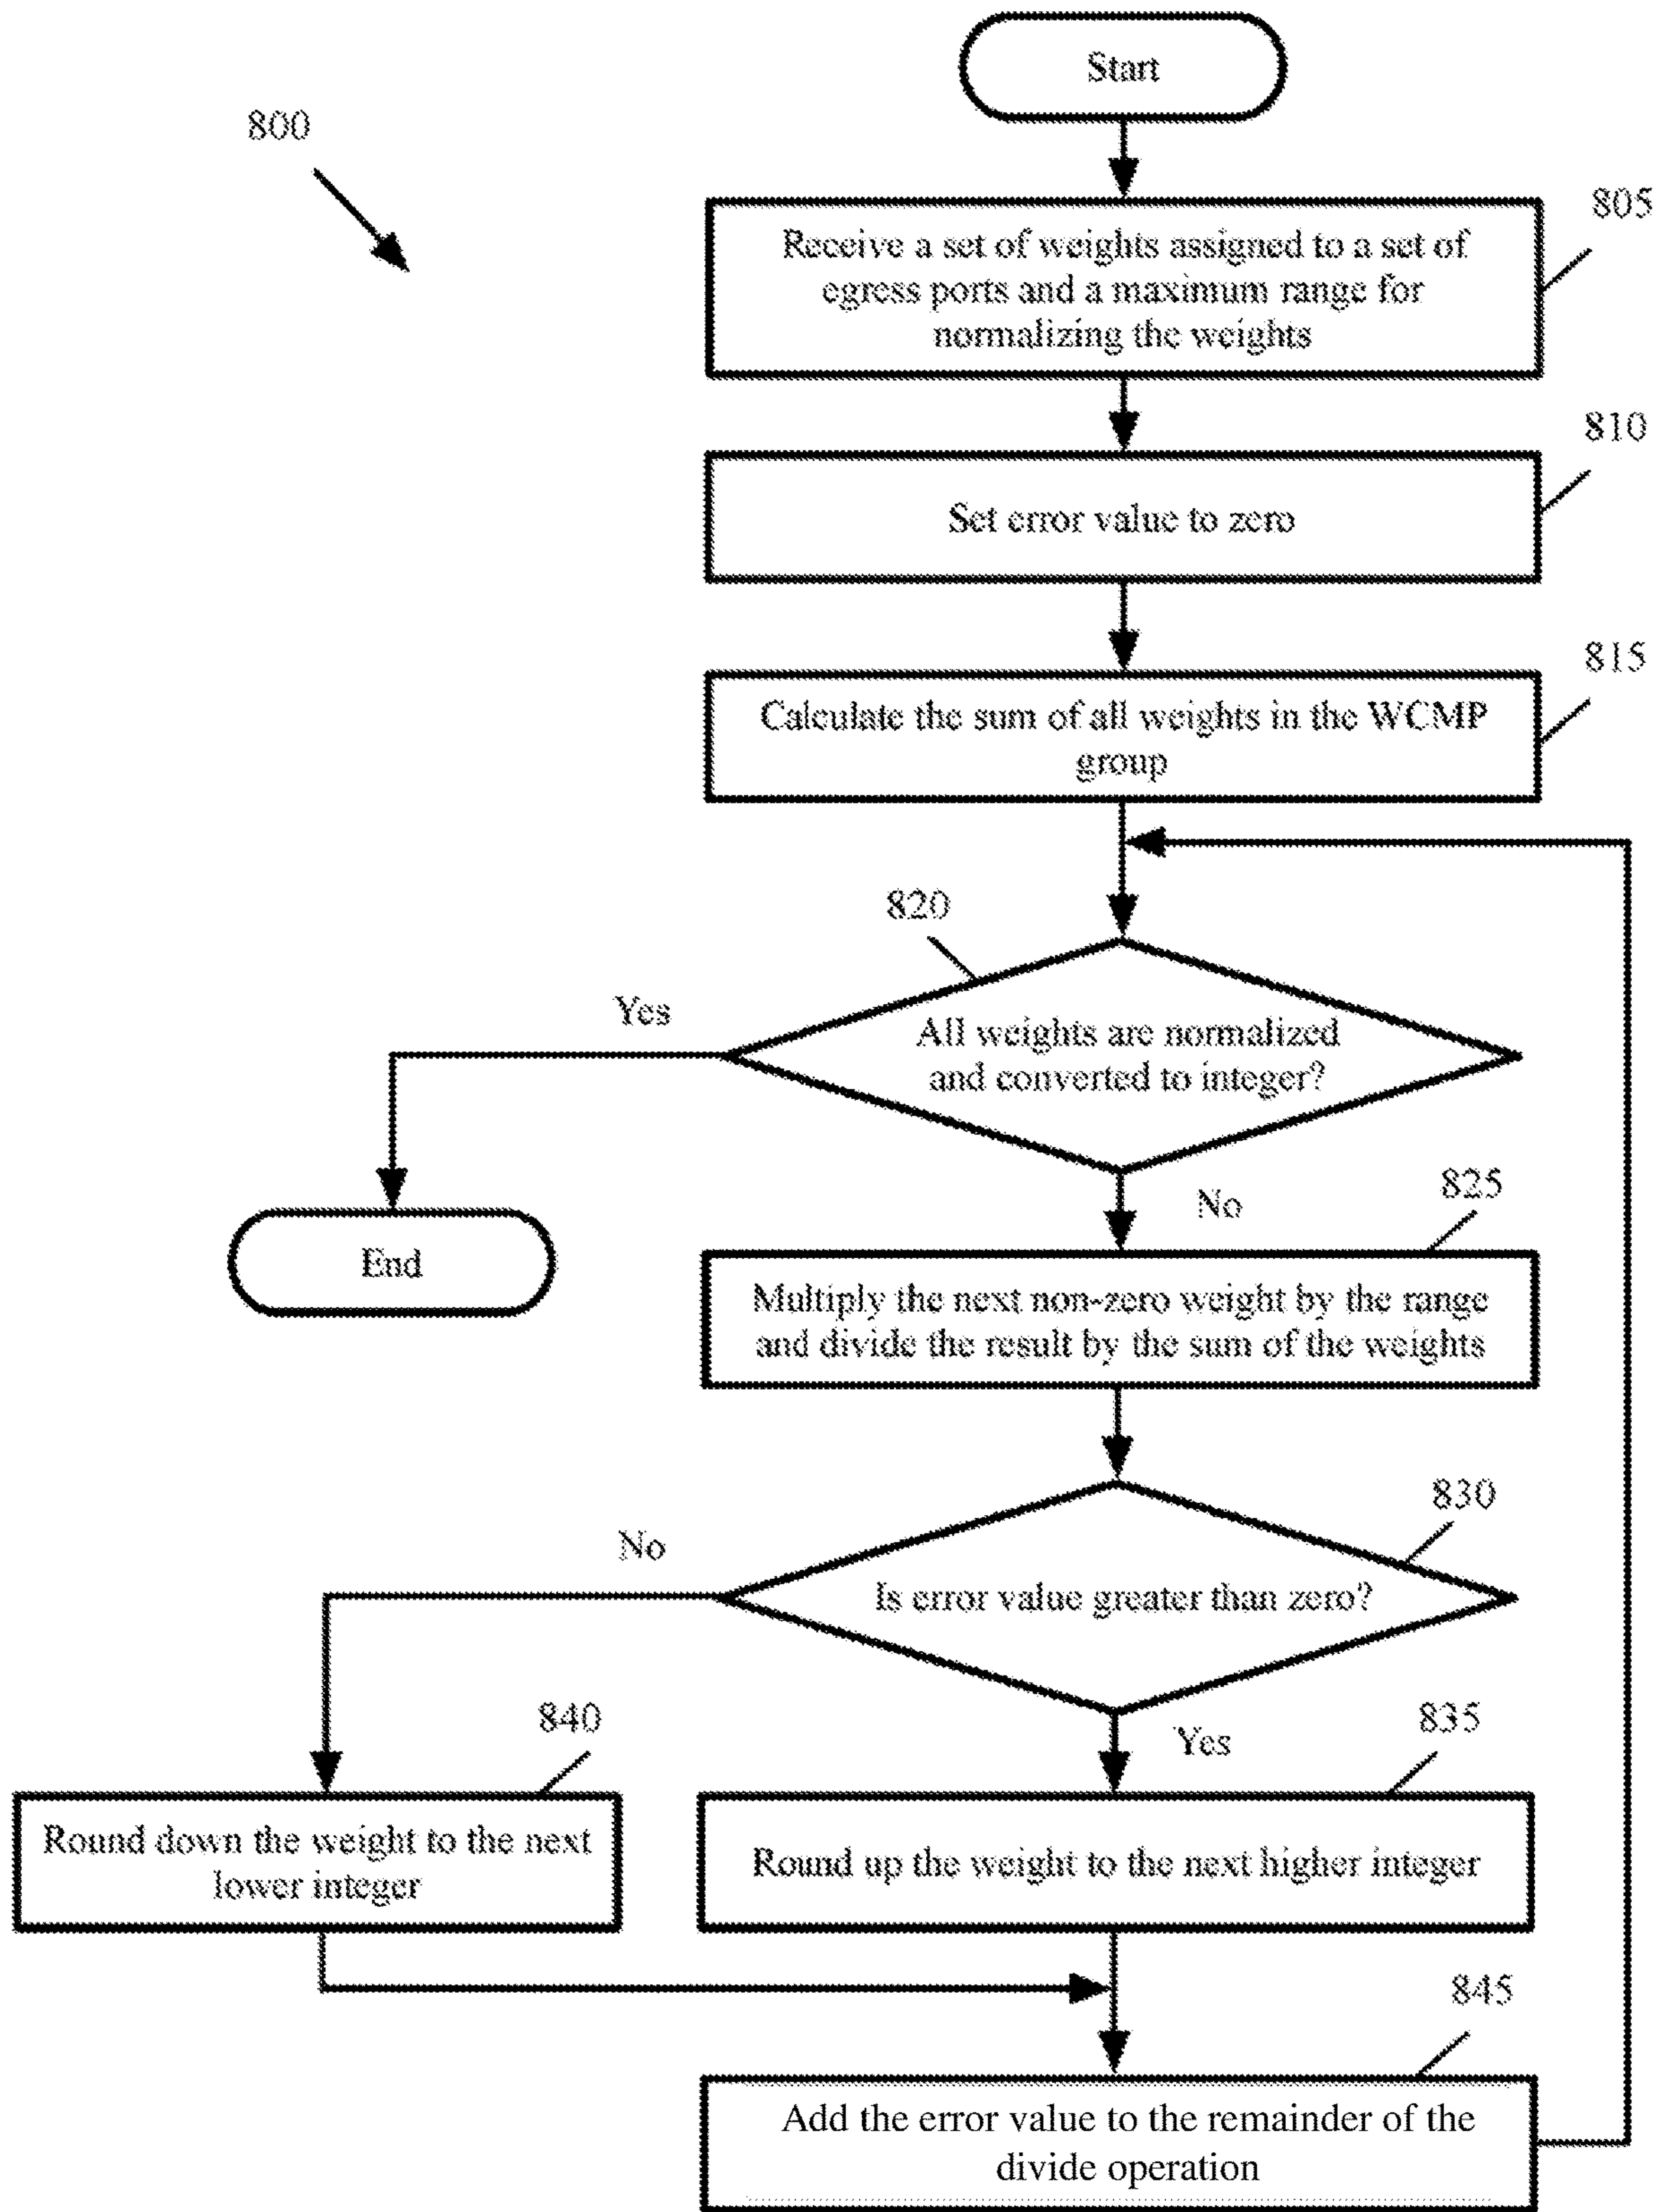 Start
800
805
Receive a set of weights assigned to a set of
egress ports and a maximum range for
normalizing the weights
810
Set error value to zero
815
Calculate the sum of all weights in the WCMP
group
820
Yes
All weights are normalized
and converted to integer?
No
825
End
Multiply the next non-zero weight by the range
and divide the result by the sum of the weights
830
No
Is error value greater than zero?
840
Yes
835
Round down the weight to the next
lower integer
Round up the weight to the next higher integer
845
Add the error value to the remainder of the
divide operation